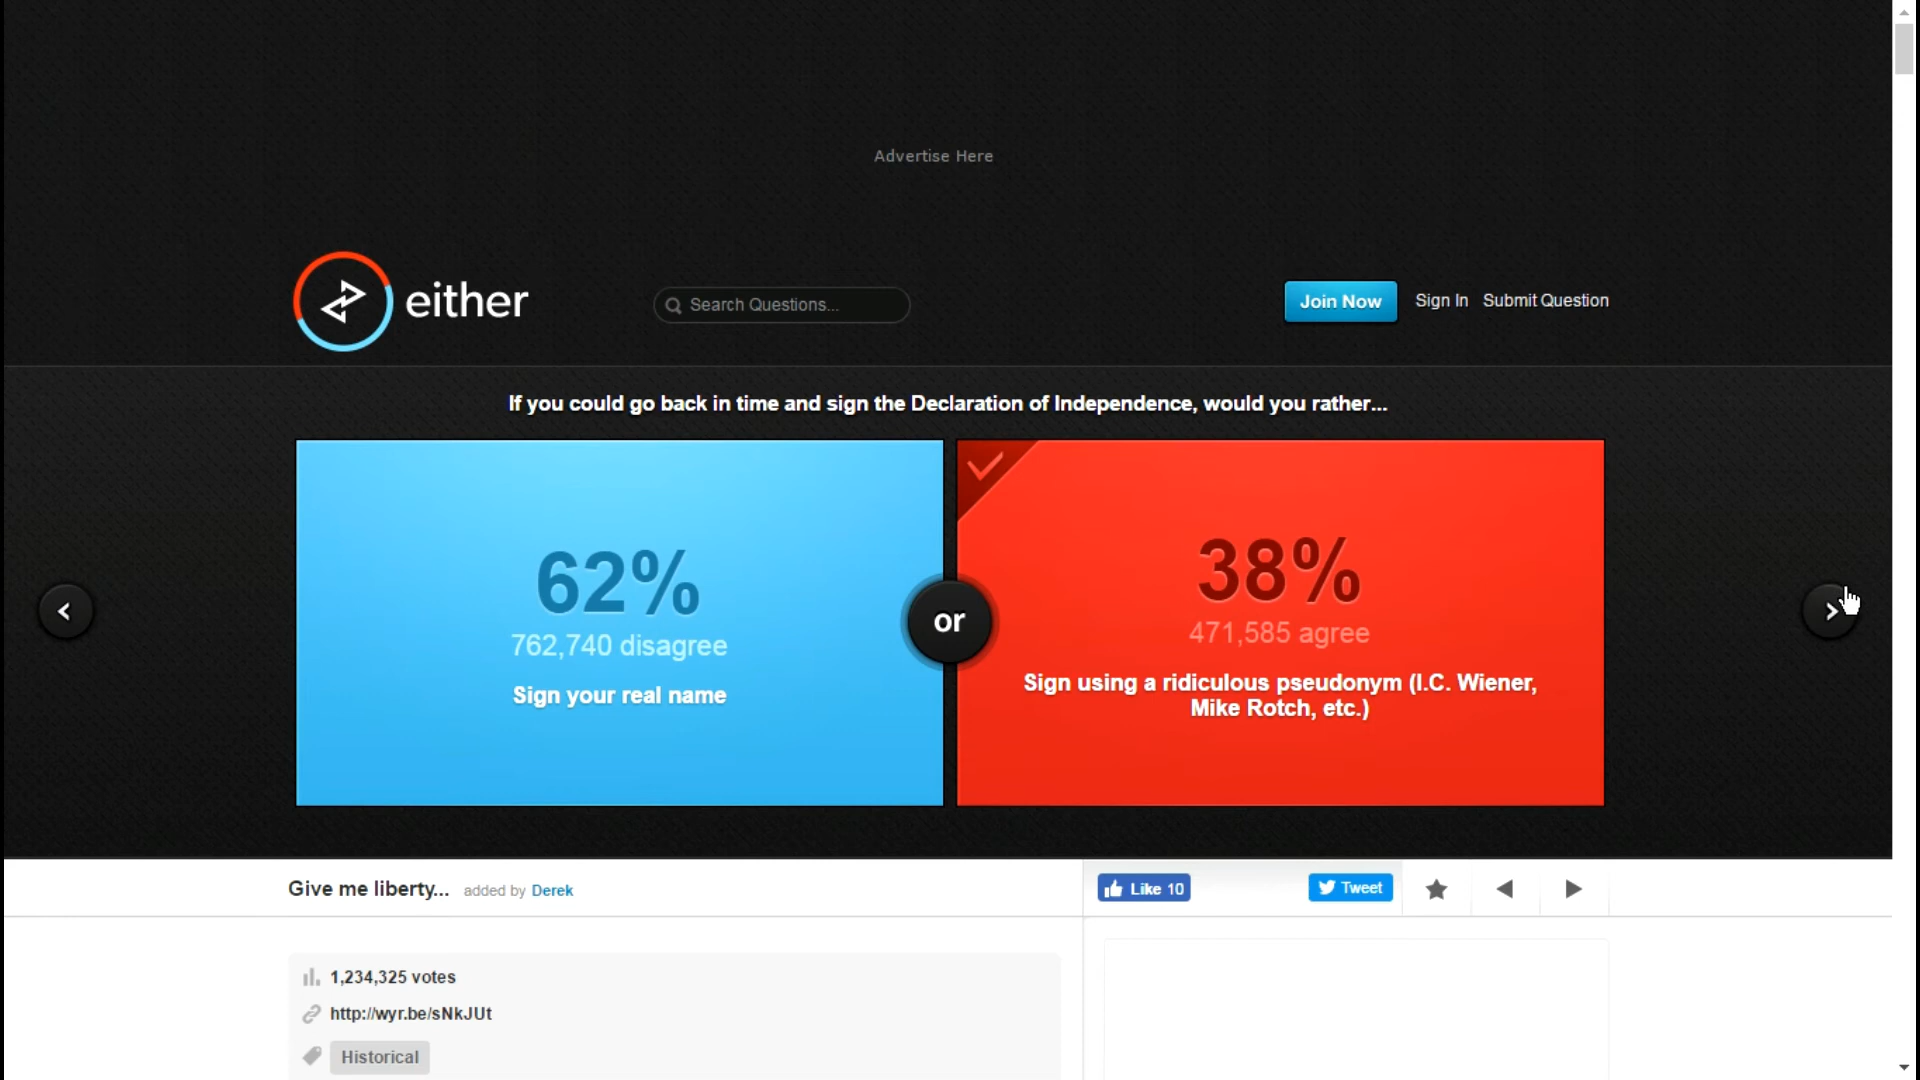 Advertise Here
either
Search Questions...
Join Now
Sign In
Submit Question
If you could go back in time and sign the Declaration of Independence, would you rather...
62%
762,740 disagree
Sign your real name
or
38%
471,585 agree
Sign using a ridiculous pseudonym (I.C. Wiener,
Mike Rotch, etc.)
Give me liberty... added by Derek
Like 10
Tweet
1,234,325 votes
http://wyr.be/sNkJUt
Historical